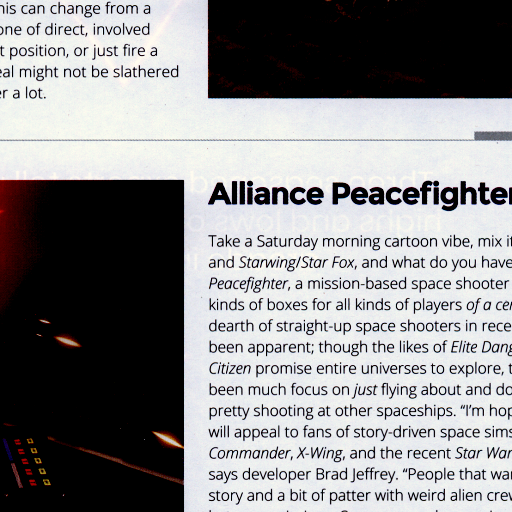 his can change from a
one of direct, involved
t position, or just fire a
eal might not be slathered
er a lot.
Alliance Peacefighter
Take a Saturday morning cartoon vibe, mix it
and Starwing/Star Fox, and what do you have
Peacefighter, a mission-based space shooter
kinds of boxes for all kinds of players of a cer
dearth of straight-up space shooters in rece
been apparent; though the likes of Elite Dang
Citizen promise entire universes to explore, t
been much focus on just flying about and do
pretty shooting at other spaceships. “I’m hop
will appeal to fans of story-driven space sims
Commander, X-Wing, and the recent Star War
says developer Brad Jeffrey. “People that wan
story and a bit of patter with weird alien crew